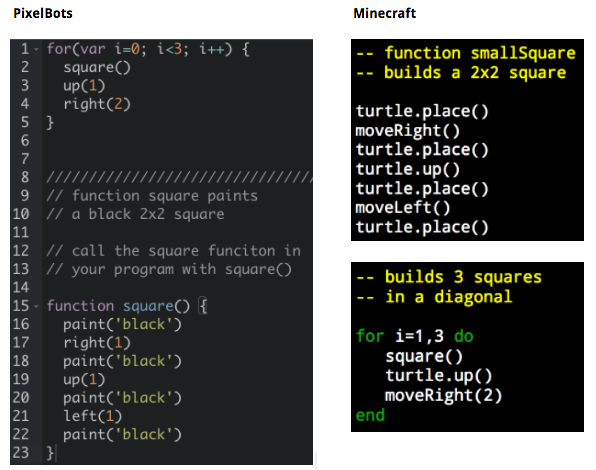 PixelBots
1 for(var i=0; i<3; i++) {
2 square()
3 up(1)
4 right(2)
5 }
6
7
8 /////////////////////////////////
9 // function square paints
10 // a black 2x2 square
11
12 // call the square funciton in
13 // your program with square()
14
15 function square() {
16 paint('black')
17 right(1)
18 paint('black')
19 up(1)
20 paint('black')
21 left(1)
22 paint('black')
23 }
Minecraft
-- function smallSquare
-- builds a 2x2 square
turtle.place()
moveRight()
turtle.place()
turtle.up()
turtle.place()
moveLeft()
turtle.place()
-- builds 3 squares
-- in a diagonal
for i=1,3 do
square()
turtle.up()
moveRight(2)
end